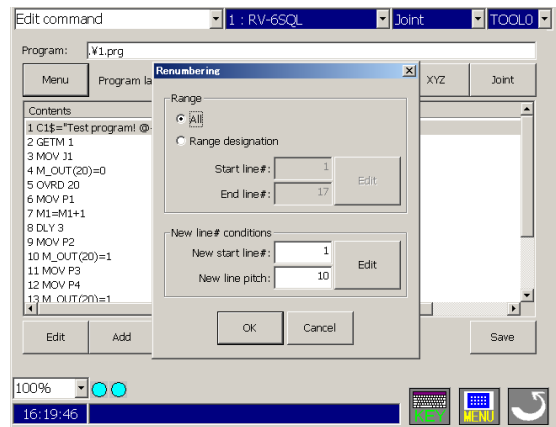 Edit command 1 : RV-6SQL Joint TOOL0
Program: .¥1.prg
Menu Program la XYZ Joint
Renumbering
Contents
1 C1$="Test program! @
2 GETM 1
3 MOV J1
4 M_OUT(20)=0
5 OVRD 20
6 MOV P1
7 M1=M1+1
8 DLY 3
9 MOV P2
10 M_OUT(20)=1
11 MOV P3
12 MOV P4
13 M_OUT(20)=1
Range
All
Range designation
Start line#: 1
End line#: 17
Edit
New line# conditions
New start line#: 1
New line pitch: 10
Edit
OK Cancel
Edit Add Save
100%
16:19:46
KEY MENU